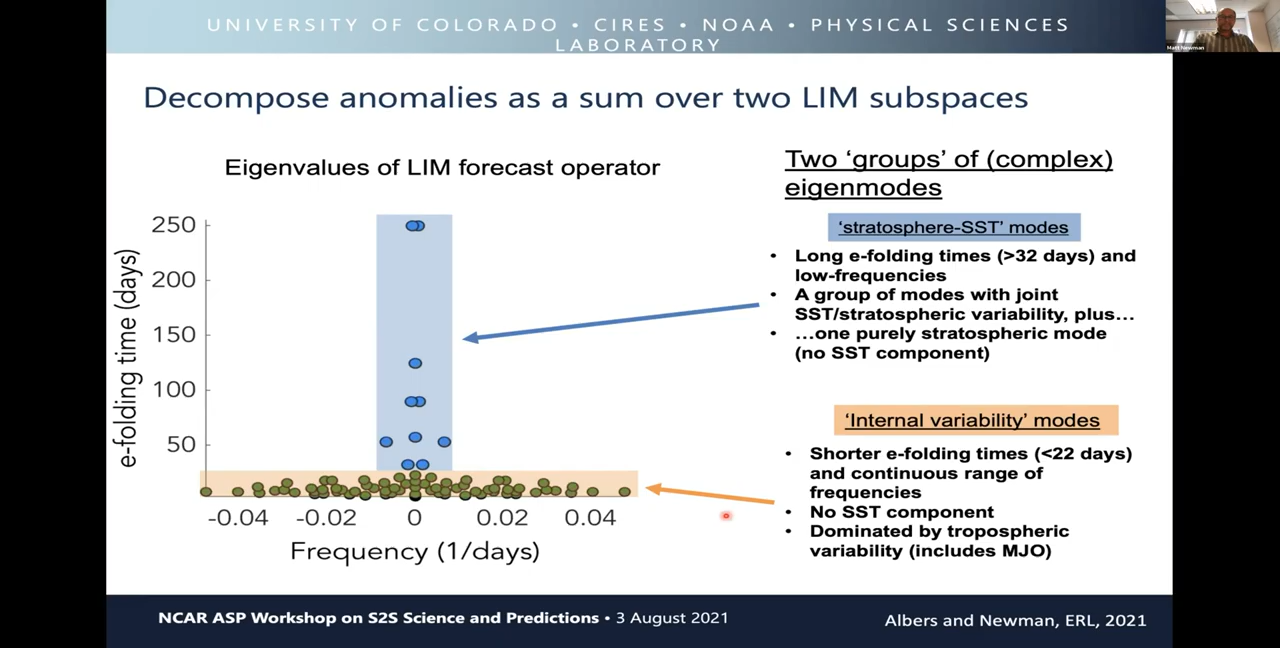 UNIVERSITY OF COLORADO • CIRES • NOAA • PHYSICAL SCIENCES
LABORATORY
Matt Newman
Decompose anomalies as a sum over two LIM subspaces
Eigenvalues of LIM forecast operator
250
200
150
100
50
e-folding time (days)
-0.04 -0.02 0 0.02 0.04
Frequency (1/days)
Two ‘groups’ of (complex)
eigenmodes
‘stratosphere-SST’ modes
• Long e-folding times (>32 days) and
low-frequencies
• A group of modes with joint
SST/stratospheric variability, plus…
• …one purely stratospheric mode
(no SST component)
‘Internal variability’ modes
• Shorter e-folding times (<22 days)
and continuous range of
frequencies
• No SST component
• Dominated by tropospheric
variability (includes MJO)
NCAR ASP Workshop on S2S Science and Predictions • 3 August 2021
Albers and Newman, ERL, 2021